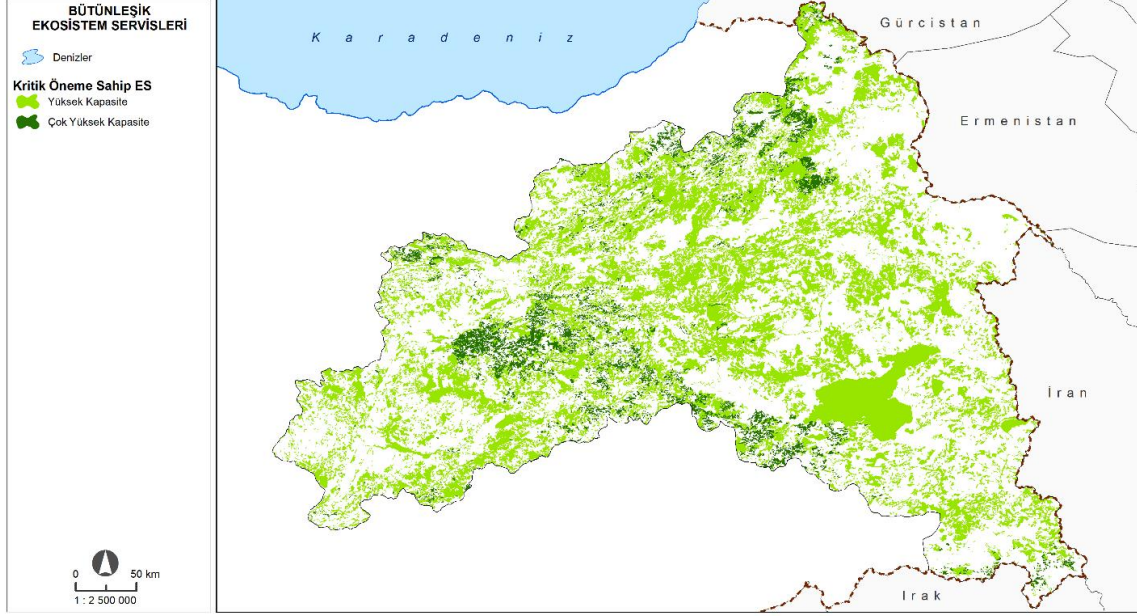 BÜTÜNLEŞİK
EKOSİSTEM SERVİSLERİ
Denizler
Kritik Öneme Sahip ES
Yüksek Kapasite
Çok Yüksek Kapasite
0 50 km
1 : 2 500 000
Karadeniz
Gürcistan
Ermenistan
İran
Irak